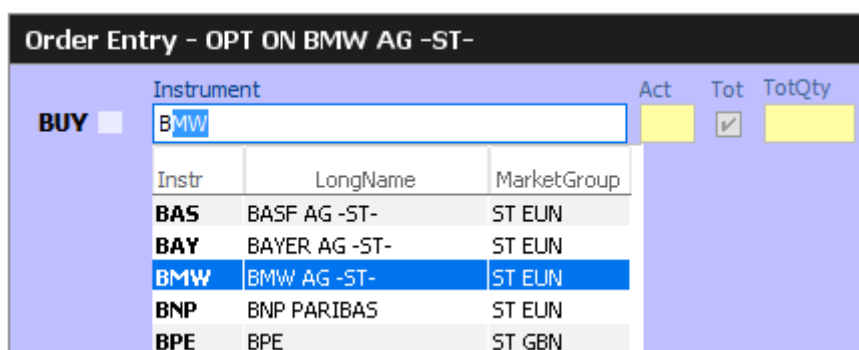 Order Entry - OPT ON BMW AG -ST-
Instrument Act Tot TotQty
BUY BMW
Instr LongName MarketGroup
BAS BASF AG -ST- ST EUN
BAY BAYER AG -ST- ST EUN
BMW BMW AG -ST- ST EUN
BNP BNP PARIBAS ST EUN
BPE BPE ST GBN